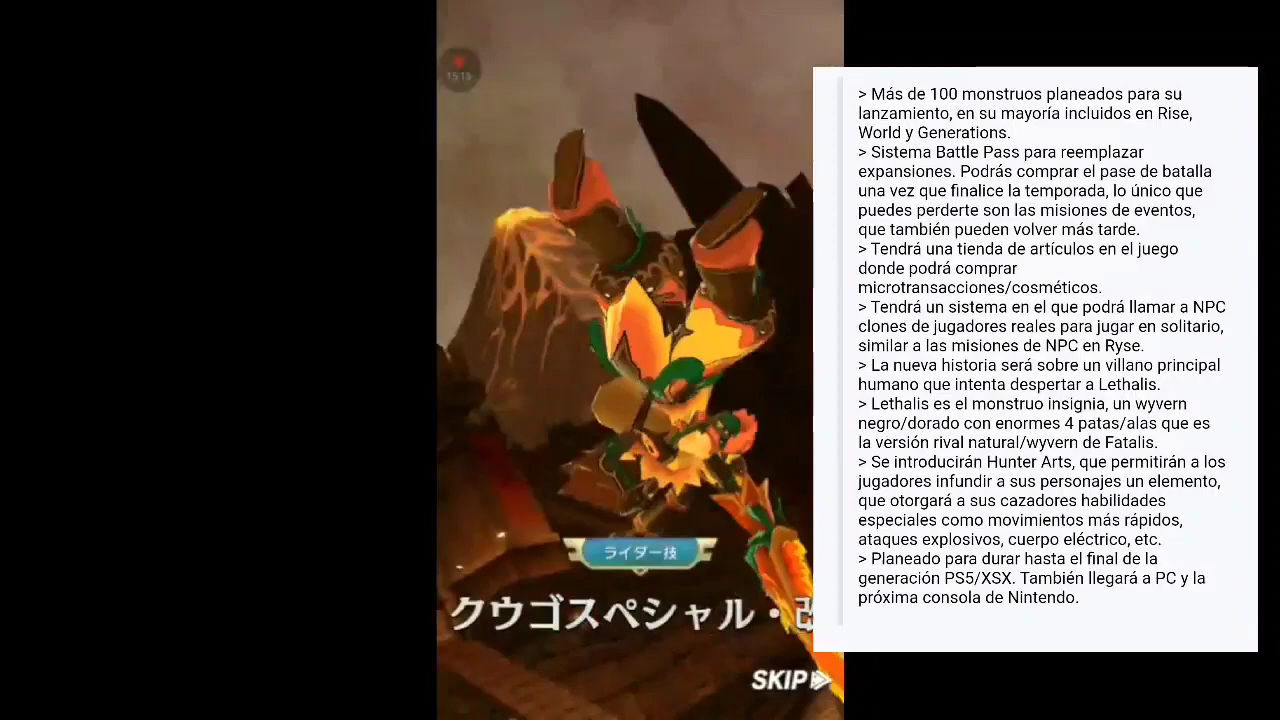 15:15
ライダー技
クウゴスペシャル・改
SKIP
> Más de 100 monstruos planeados para su
lanzamiento, en su mayoría incluidos en Rise,
World y Generations.
> Sistema Battle Pass para reemplazar
expansiones. Podrás comprar el pase de batalla
una vez que finalice la temporada, lo único que
puedes perderte son las misiones de eventos,
que también pueden volver más tarde.
> Tendrá una tienda de artículos en el juego
donde podrá comprar
microtransacciones/cosméticos.
> Tendrá un sistema en el que podrá llamar a NPC
clones de jugadores reales para jugar en solitario,
similar a las misiones de NPC en Ryse.
> La nueva historia será sobre un villano principal
humano que intenta despertar a Lethalis.
> Lethalis es el monstruo insignia, un wyvern
negro/dorado con enormes 4 patas/alas que es
la versión rival natural/wyvern de Fatalis.
> Se introducirán Hunter Arts, que permitirán a los
jugadores infundir a sus personajes un elemento,
que otorgará a sus cazadores habilidades
especiales como movimientos más rápidos,
ataques explosivos, cuerpo eléctrico, etc.
> Planeado para durar hasta el final de la
generación PS5/XSX. También llegará a PC y la
próxima consola de Nintendo.